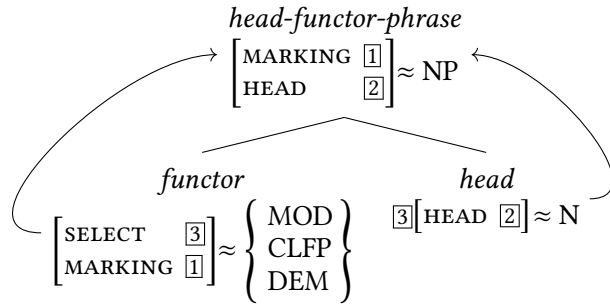 head-functor-phrase
[MARKING 1
HEAD 2] ≈ NP
functor
head
[SELECT 3
MARKING 1] ≈ { MOD
CLFP
DEM }
3[HEAD 2] ≈ N